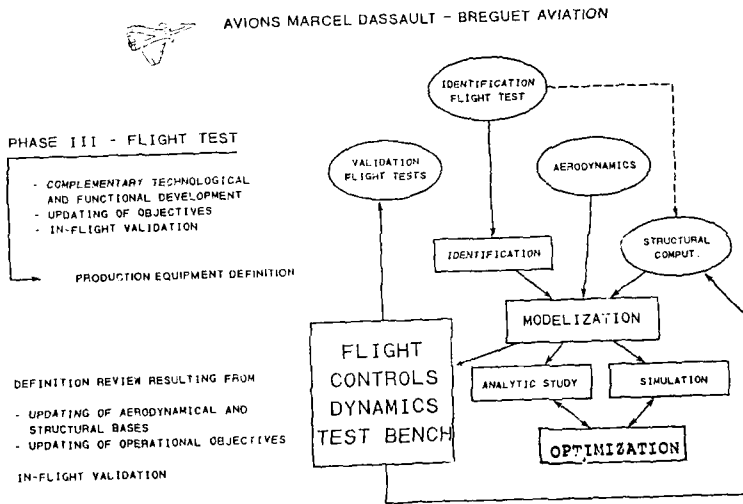 AVIONS MARCEL DASSAULT - BREGUET AVIATION
PHASE III - FLIGHT TEST
- COMPLEMENTARY TECHNOLOGICAL
AND FUNCTIONAL DEVELOPMENT
- UPDATING OF OBJECTIVES
- IN-FLIGHT VALIDATION
PRODUCTION EQUIPMENT DEFINITION
DEFINITION REVIEW RESULTING FROM
- UPDATING OF AERODYNAMICAL AND
STRUCTURAL BASES
- UPDATING OF OPERATIONAL OBJECTIVES
IN-FLIGHT VALIDATION
IDENTIFICATION
FLIGHT TEST
VALIDATION
FLIGHT TESTS
AERODYNAMICS
IDENTIFICATION
STRUCTURAL
COMPUT.
MODELIZATION
FLIGHT
CONTROLS
DYNAMICS
TEST BENCH
ANALYTIC STUDY
SIMULATION
OPTIMIZATION